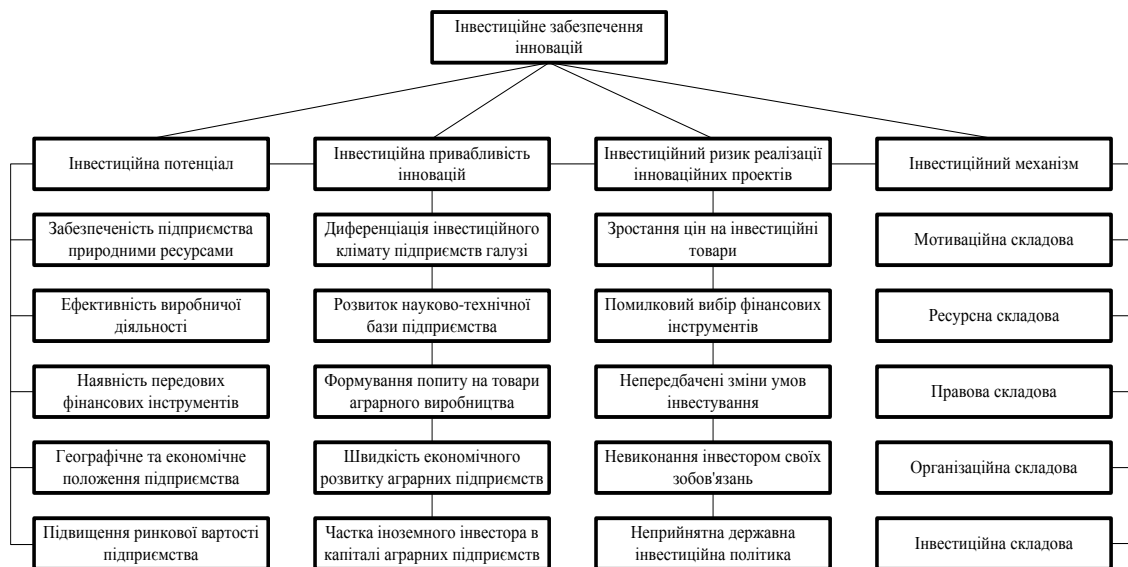 Інвестиційне забезпечення
інновацій
Інвестиційна потенціал
Інвестиційна привабливість
інновацій
Інвестиційний ризик реалізації
інноваційних проектів
Інвестиційний механізм
Забезпеченість підприємства
природними ресурсами
Диференціація інвестиційного
клімату підприємств галузі
Зростання цін на інвестиційні
товари
Мотиваційна складова
Ефективність виробничої
діяльності
Розвиток науково-технічної
бази підприємства
Помилковий вибір фінансових
інструментів
Ресурсна складова
Наявність передових
фінансових інструментів
Формування попиту на товари
аграрного виробництва
Непередбачені зміни умов
інвестування
Правова складова
Географічне та економічне
положення підприємства
Швидкість економічного
розвитку аграрних підприємств
Невиконання інвестором своїх
зобов'язань
Організаційна складова
Підвищення ринкової вартості
підприємства
Частка іноземного інвестора в
капіталі аграрних підприємств
Неприйнятна державна
інвестиційна політика
Інвестиційна складова